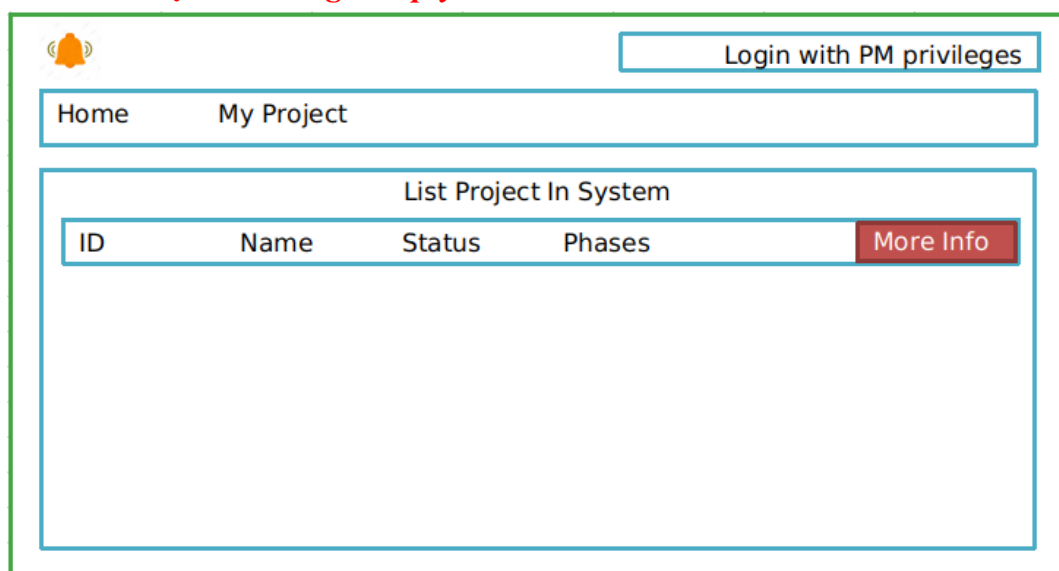 Login with PM privileges
Home My Project
List Project In System
ID Name Status Phases More Info